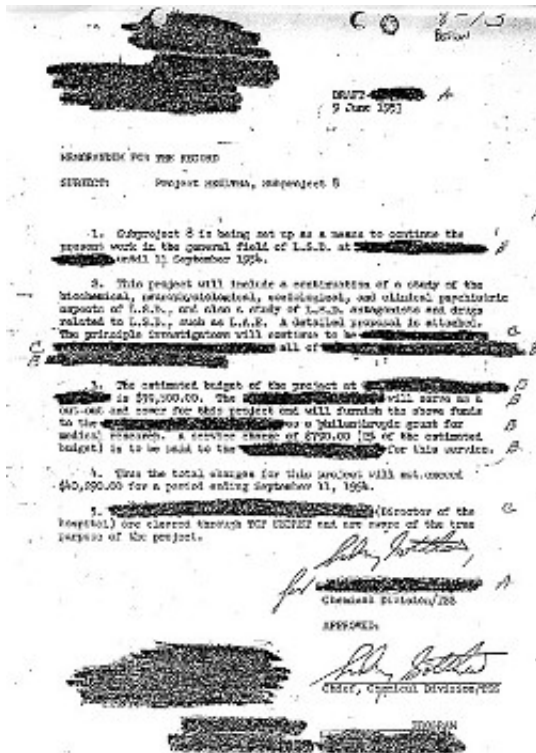 Boston
DRAFT A
9 June 1953
MEMORANDUM FOR THE RECORD
SUBJECT: Project MKULTRA, Subproject 8
1. Subproject 8 is being set up as a means to continue the
present work in the general field of L.S.D. at B
until 11 September 1954.
2. This project will include a continuation of a study of the
biochemical, neurophysiological, sociological, and clinical psychiatric
aspects of L.S.D., and also a study of L.S.D. antagonists and drugs
related to L.S.D., such as L.A.E. A detailed proposal is attached.
The principle investigators will continue to be C
C all of B
B
3. The estimated budget of the project at B
is $39,500.00. The will serve as a B
cut-out and cover for this project and will furnish the above funds
to the as a philanthropic grant for B
medical research. A service charge of $790.00 (2% of the estimated
budget) is to be paid to the for this service. B
4. Thus the total charges for this project will not exceed
$40,290.00 for a period ending September 11, 1954.
5. (Director of the C
hospital) are cleared through TOP SECRET and are aware of the true
purpose of the project.
Sidney Gottlieb,
for A
Chemical Division/TSS
APPROVED:
Sidney Gottlieb
Chief, Chemical Division/TSS
PROGRAM